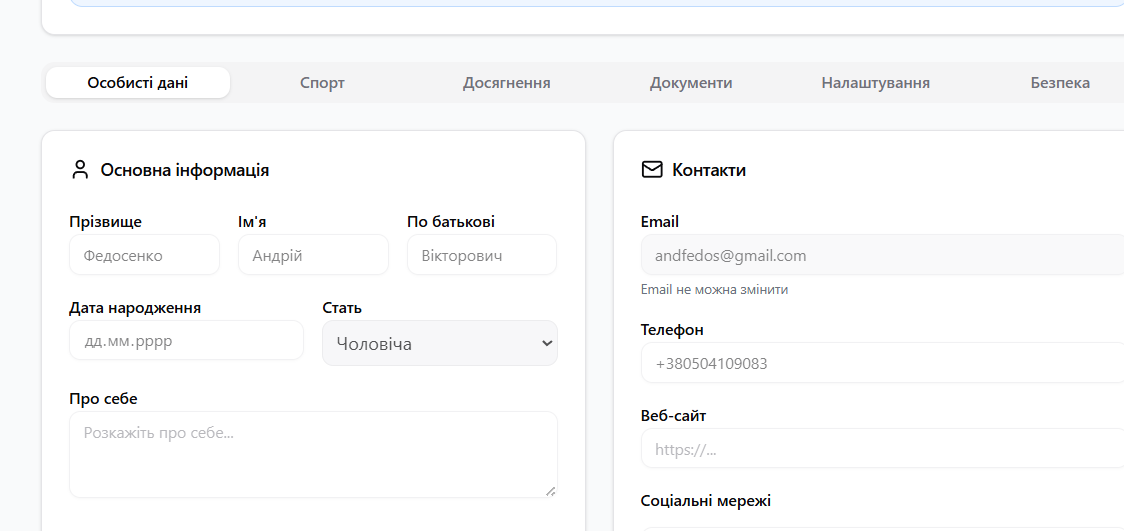 Особисті дані Спорт Досягнення Документи Налаштування Безпека
Основна інформація
Прізвище Ім'я По батькові
Федосенко Андрій Вікторович
Дата народження Стать
дд.мм.рррр Чоловіча
Про себе
Розкажіть про себе...
Контакти
Email
andfedos@gmail.com
Email не можна змінити
Телефон
+380504109083
Веб-сайт
https://...
Соціальні мережі